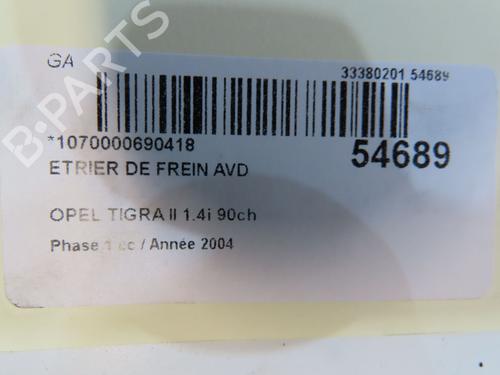 GA
33380201 54689
*1070000690418
54689
ETRIER DE FREIN AVD
OPEL TIGRA II 1.4i 90ch
Phase 1 cc / Année 2004
B-PARTS